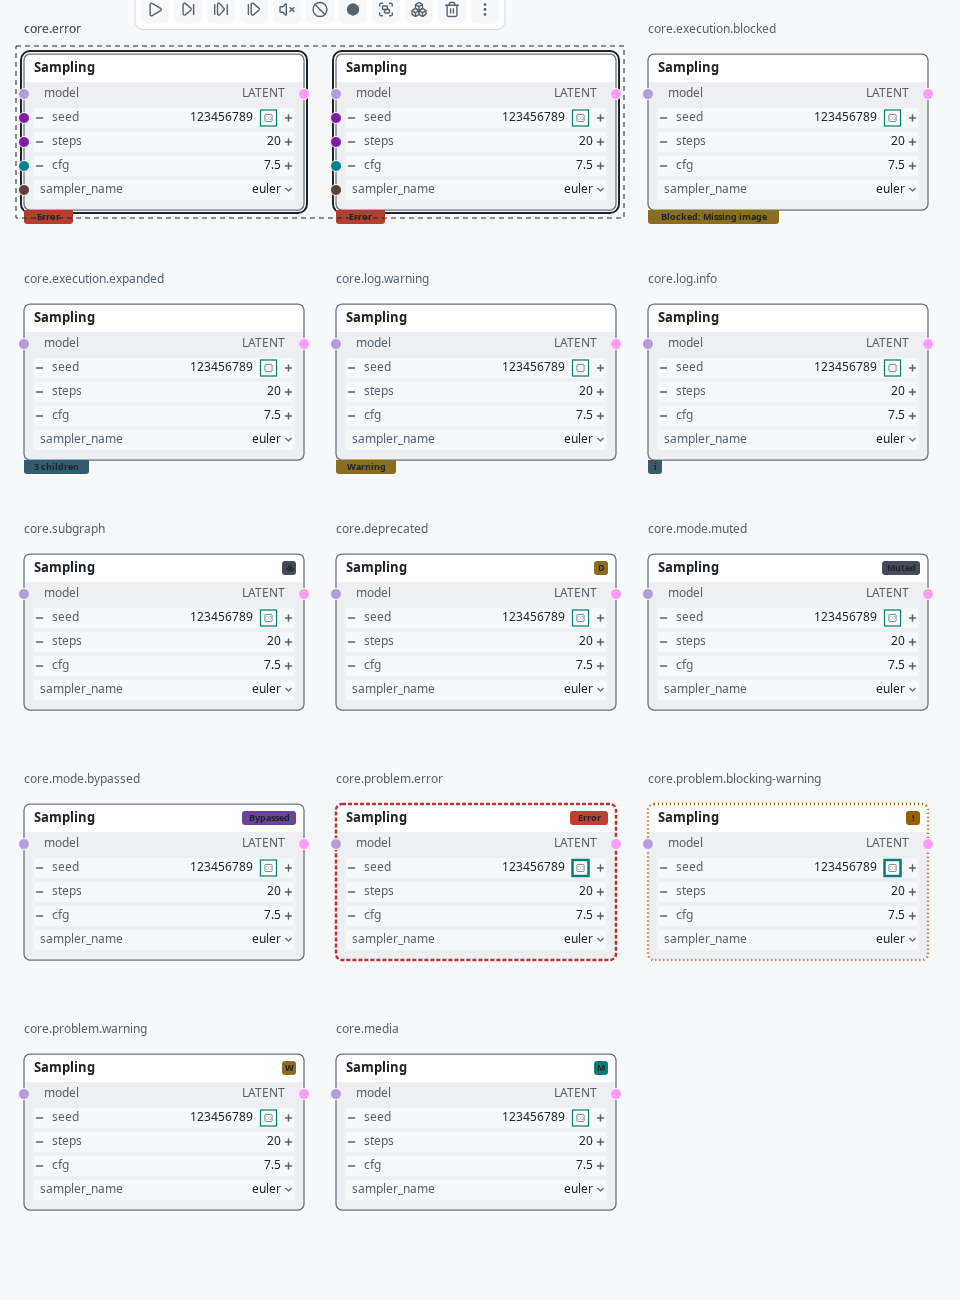 core.error
core.execution.blocked
Sampling
model LATENT
seed 123456789
steps 20
cfg 7.5
sampler_name euler
Error
Sampling
model LATENT
seed 123456789
steps 20
cfg 7.5
sampler_name euler
Error
Sampling
model LATENT
seed 123456789
steps 20
cfg 7.5
sampler_name euler
Blocked: Missing image
core.execution.expanded
Sampling
model LATENT
seed 123456789
steps 20
cfg 7.5
sampler_name euler
3 children
core.log.warning
Sampling
model LATENT
seed 123456789
steps 20
cfg 7.5
sampler_name euler
Warning
core.log.info
Sampling
model LATENT
seed 123456789
steps 20
cfg 7.5
sampler_name euler
i
core.subgraph
Sampling
model LATENT
seed 123456789
steps 20
cfg 7.5
sampler_name euler
core.deprecated
Sampling D
model LATENT
seed 123456789
steps 20
cfg 7.5
sampler_name euler
core.mode.muted
Sampling Muted
model LATENT
seed 123456789
steps 20
cfg 7.5
sampler_name euler
core.mode.bypassed
Sampling Bypassed
model LATENT
seed 123456789
steps 20
cfg 7.5
sampler_name euler
core.problem.error
Sampling Error
model LATENT
seed 123456789
steps 20
cfg 7.5
sampler_name euler
core.problem.blocking-warning
Sampling !
model LATENT
seed 123456789
steps 20
cfg 7.5
sampler_name euler
core.problem.warning
Sampling W
model LATENT
seed 123456789
steps 20
cfg 7.5
sampler_name euler
core.media
Sampling M
model LATENT
seed 123456789
steps 20
cfg 7.5
sampler_name euler